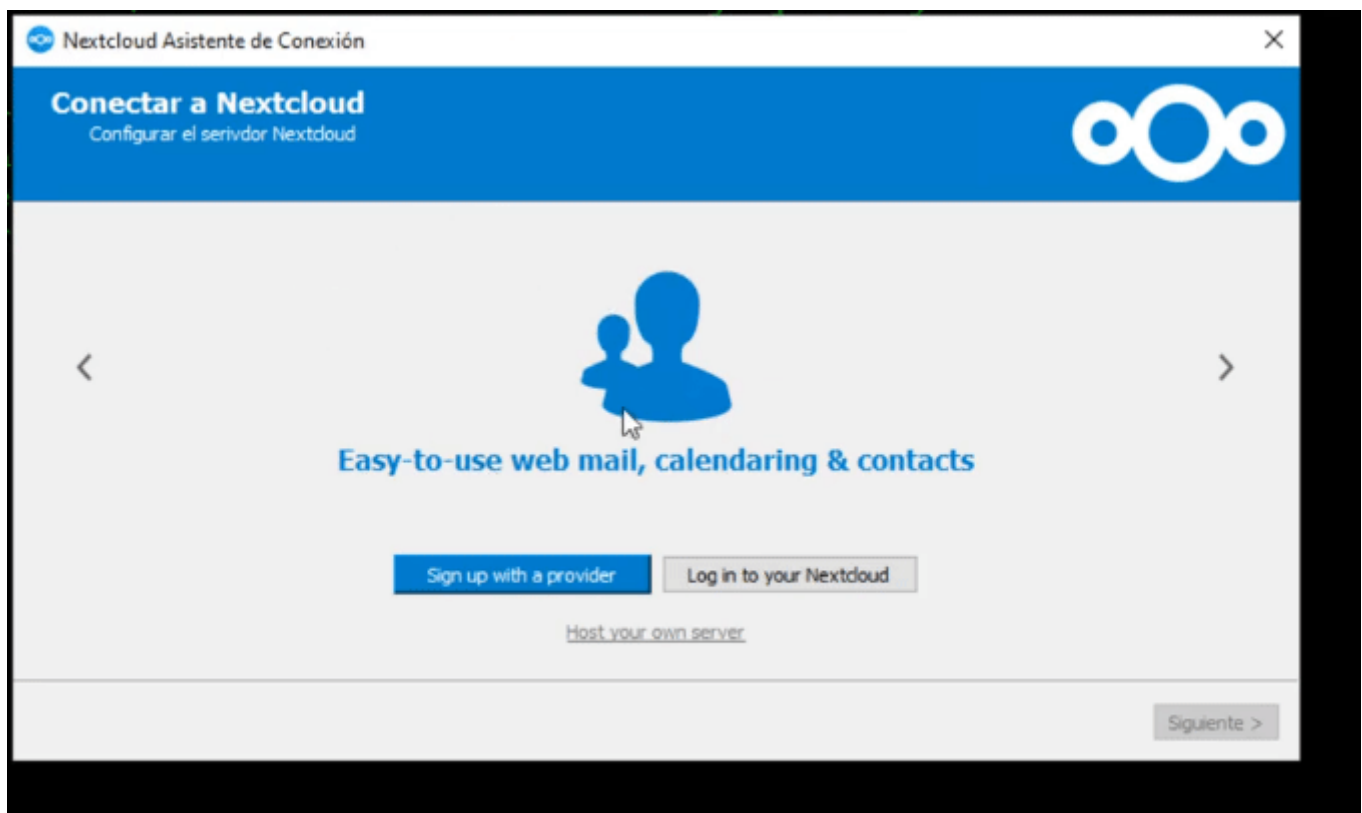 Nextcloud Asistente de Conexión
Conectar a Nextcloud
Configurar el serivdor Nextcloud
Easy-to-use web mail, calendaring & contacts
Sign up with a provider
Log in to your Nextcloud
Host your own server
Siguiente >